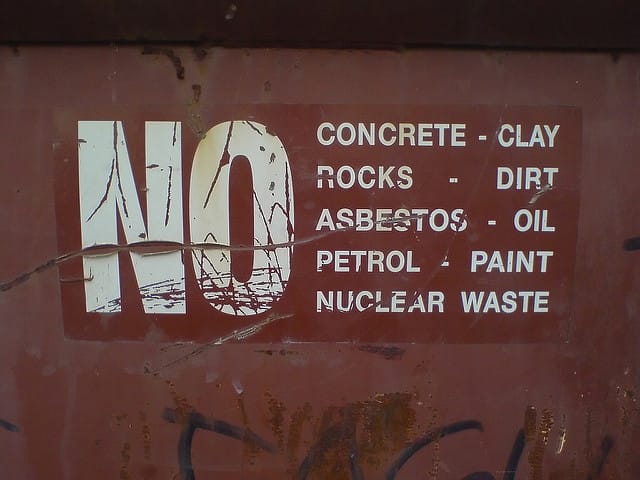 NO
CONCRETE - CLAY
ROCKS - DIRT
ASBESTOS - OIL
PETROL - PAINT
NUCLEAR WASTE